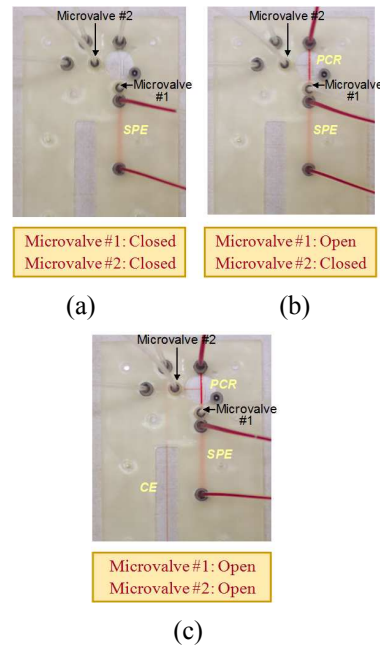 Microvalve #2
Microvalve
#1
SPE
Microvalve #1: Closed
Microvalve #2: Closed
(a)
Microvalve #2
PCR
Microvalve
#1
SPE
Microvalve #1: Open
Microvalve #2: Closed
(b)
Microvalve #2
PCR
Microvalve
#1
SPE
CE
Microvalve #1: Open
Microvalve #2: Open
(c)